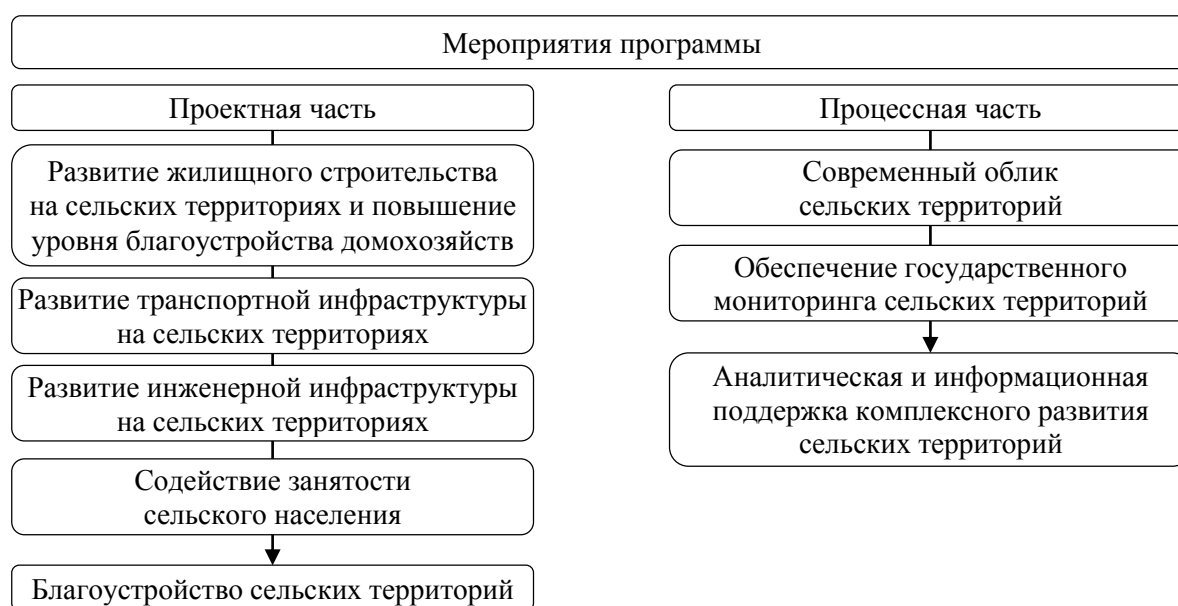 Мероприятия программы
Проектная часть
Развитие жилищного строительства
на сельских территориях и повышение
уровня благоустройства домохозяйств
Развитие транспортной инфраструктуры
на сельских территориях
Развитие инженерной инфраструктуры
на сельских территориях
Содействие занятости
сельского населения
Благоустройство сельских территорий
Процессная часть
Современный облик
сельских территорий
Обеспечение государственного
мониторинга сельских территорий
Аналитическая и информационная
поддержка комплексного развития
сельских территорий